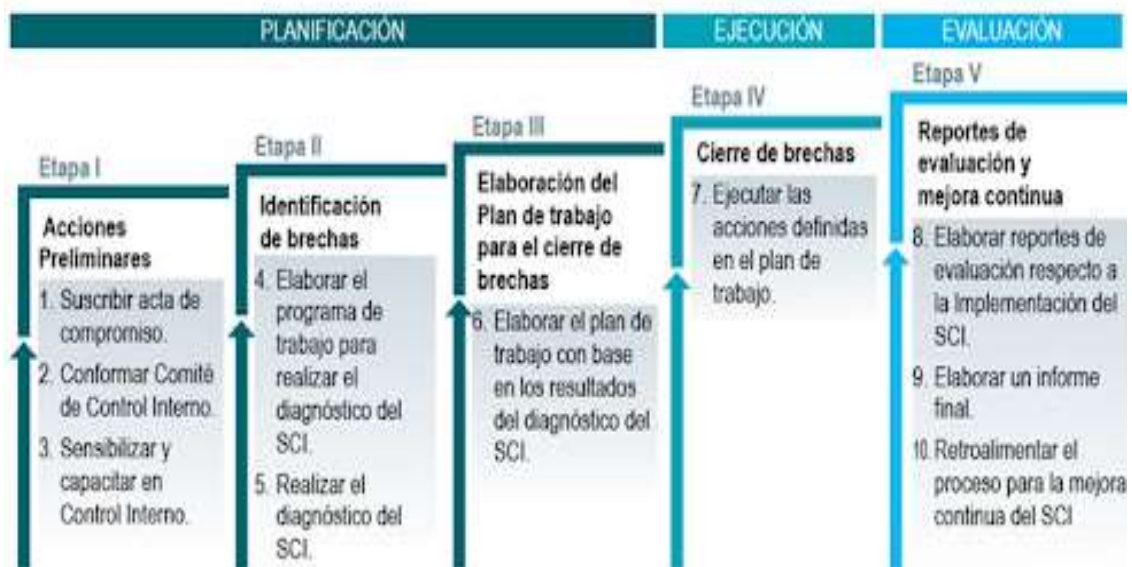 PLANIFICACIÓN
EJECUCIÓN
EVALUACIÓN
Etapa I
Acciones
Preliminares
1. Suscribir acta de
compromiso.
2. Conformar Comité
de Control Interno.
3. Sensibilizar y
capacitar en
Control Interno.
Etapa II
Identificación
de brechas
4. Elaborar el
programa de
trabajo para
realizar el
diagnóstico del
SCI.
5. Realizar el
diagnóstico del
SCI.
Etapa III
Elaboración del
Plan de trabajo
para el cierre de
brechas
6. Elaborar el plan de
trabajo con base
en los resultados
del diagnóstico del
SCI.
Etapa IV
Cierre de brechas
7. Ejecutar las
acciones definidas
en el plan de
trabajo.
Etapa V
Reportes de
evaluación y
mejora continua
8. Elaborar reportes de
evaluación respecto a
la Implementación del
SCI.
9. Elaborar un informe
final.
10. Retroalimentar el
proceso para la mejora
continua del SCI